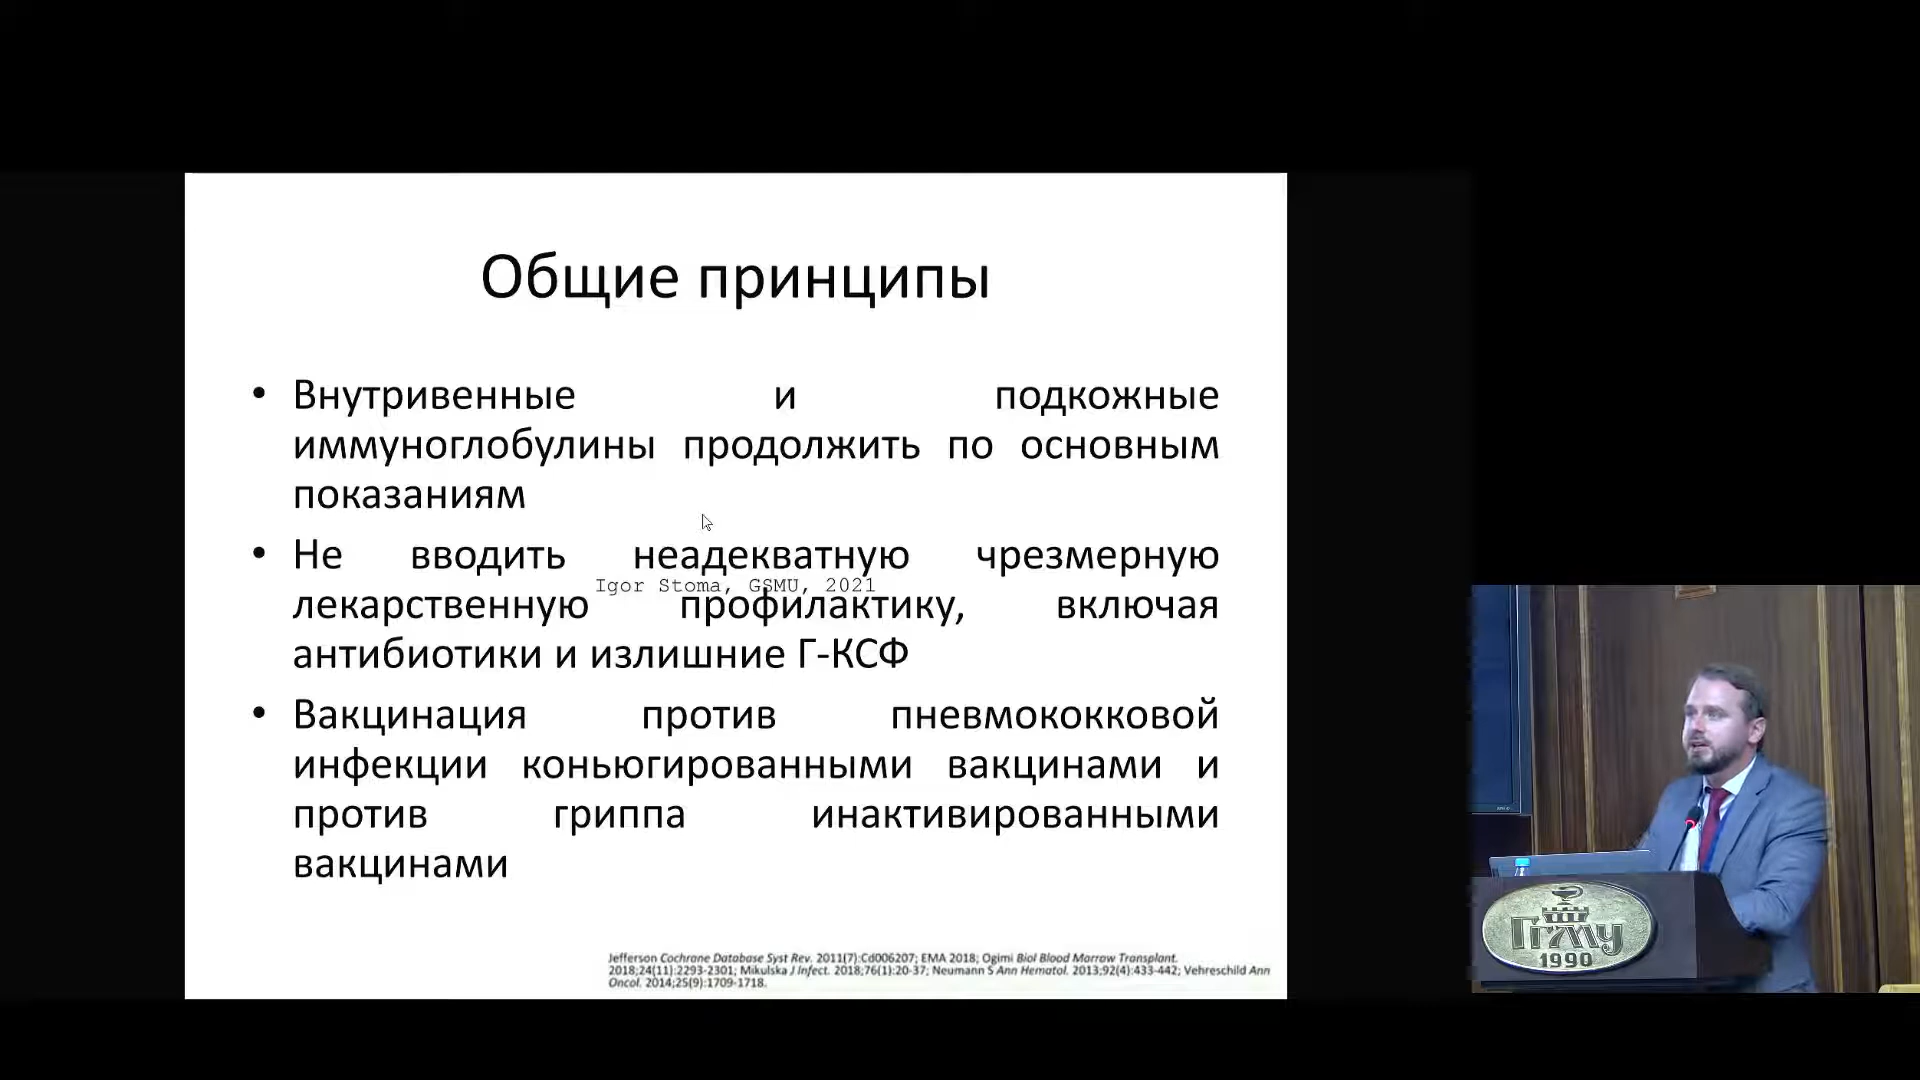 Общие принципы
• Внутривенные и подкожные
иммуноглобулины продолжить по основным
показаниям
• Не вводить неадекватную чрезмерную
Igor Stoma, GSMU, 2021
лекарственную профилактику, включая
антибиотики и излишние Г-КСФ
• Вакцинация против пневмококковой
инфекции коньюгированными вакцинами и
против гриппа инактивированными
вакцинами
Jefferson Cochrane Database Syst Rev. 2011(7):Cd006207; EMA 2018; Ogimi Biol Blood Marrow Transplant.
2018;24(11):2293-2301; Mikulska J Infect. 2018;76(1):20-37; Neumann S Ann Hematol. 2013;92(4):433-442; Vehreschild Ann
Oncol. 2014;25(9):1709-1718.
ГГМУ
1990